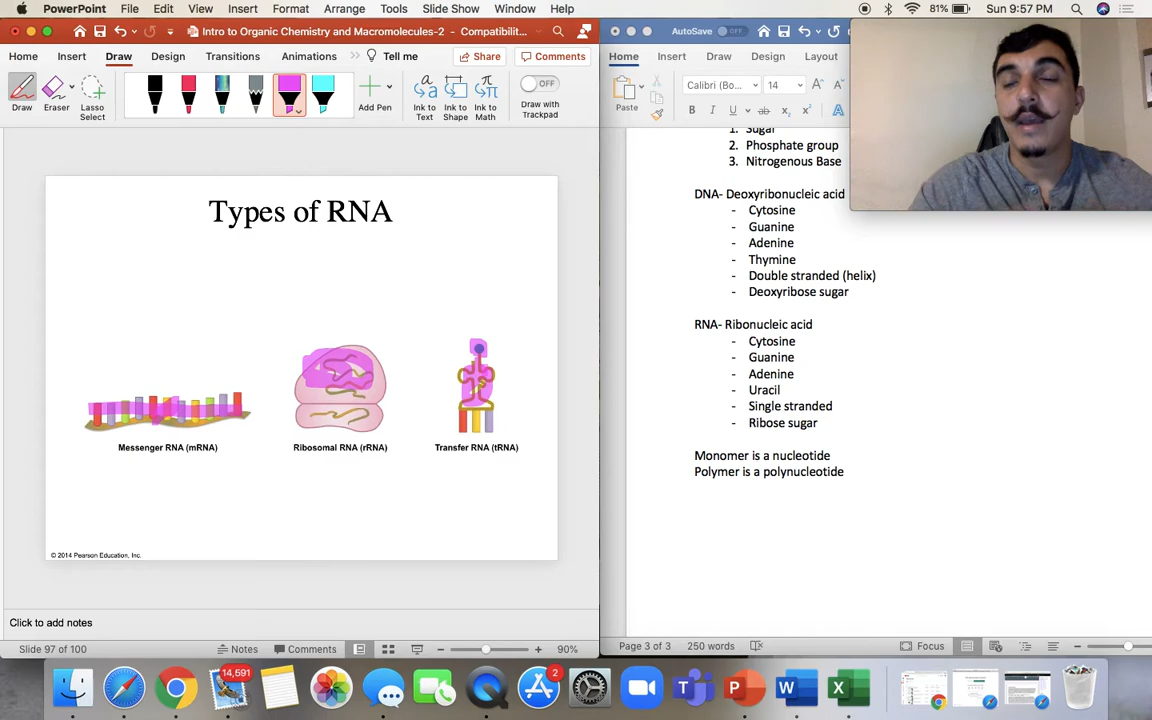 PowerPoint File Edit View Insert Format Arrange Tools Slide Show Window Help 81% Sun 9:57 PM
Intro to Organic Chemistry and Macromolecules-2 - Compatibilit...
AutoSave OFF
Home Insert Draw Design Transitions Animations Tell me Share Comments
Home Insert Draw Design Layout
Draw Eraser Lasso Select Add Pen Ink to Text Ink to Shape Ink to Math OFF Draw with Trackpad
Paste Calibri (Bo... 14 A A
B I U ab x2 x2 A
Types of RNA
Messenger RNA (mRNA) Ribosomal RNA (rRNA) Transfer RNA (tRNA)
© 2014 Pearson Education, Inc.
Click to add notes
Slide 97 of 100 Notes Comments 90%
1. Sugar
2. Phosphate group
3. Nitrogenous Base
DNA- Deoxyribonucleic acid
- Cytosine
- Guanine
- Adenine
- Thymine
- Double stranded (helix)
- Deoxyribose sugar
RNA- Ribonucleic acid
- Cytosine
- Guanine
- Adenine
- Uracil
- Single stranded
- Ribose sugar
Monomer is a nucleotide
Polymer is a polynucleotide
Page 3 of 3 250 words Focus
14,591 2